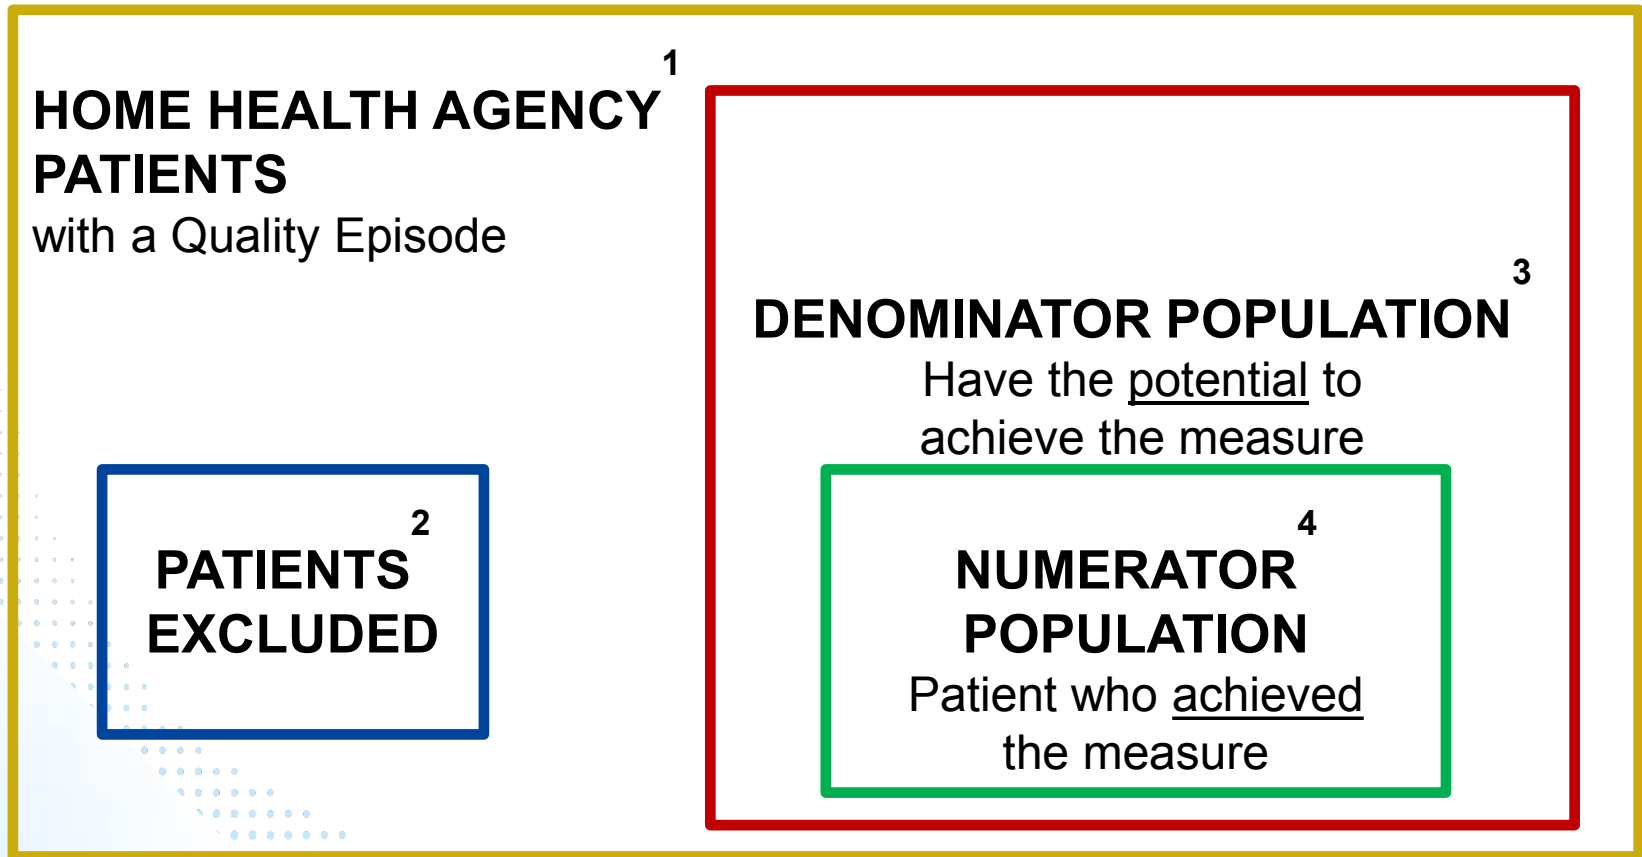 HOME HEALTH AGENCY 1
PATIENTS
with a Quality Episode
PATIENTS 2
EXCLUDED
DENOMINATOR POPULATION 3
Have the potential to
achieve the measure
NUMERATOR 4
POPULATION
Patient who achieved
the measure